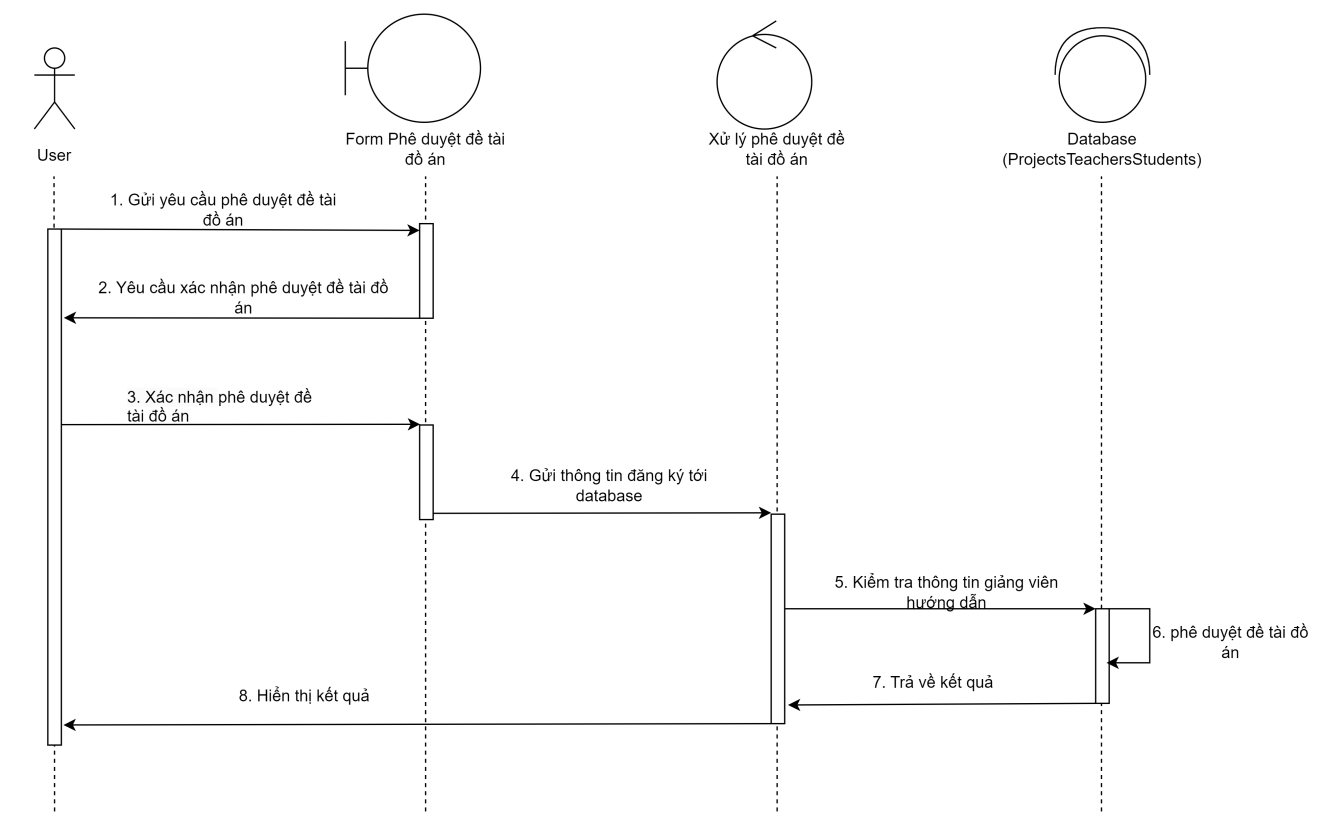 User
Form Phê duyệt đề tài
đồ án
Xử lý phê duyệt đề
tài đồ án
Database
(ProjectsTeachersStudents)
1. Gửi yêu cầu phê duyệt đề tài
đồ án
2. Yêu cầu xác nhận phê duyệt đề tài đồ
án
3. Xác nhận phê duyệt đề
tài đồ án
4. Gửi thông tin đăng ký tới
database
5. Kiểm tra thông tin giảng viên
hướng dẫn
6. phê duyệt đề tài đồ
án
7. Trả về kết quả
8. Hiển thị kết quả